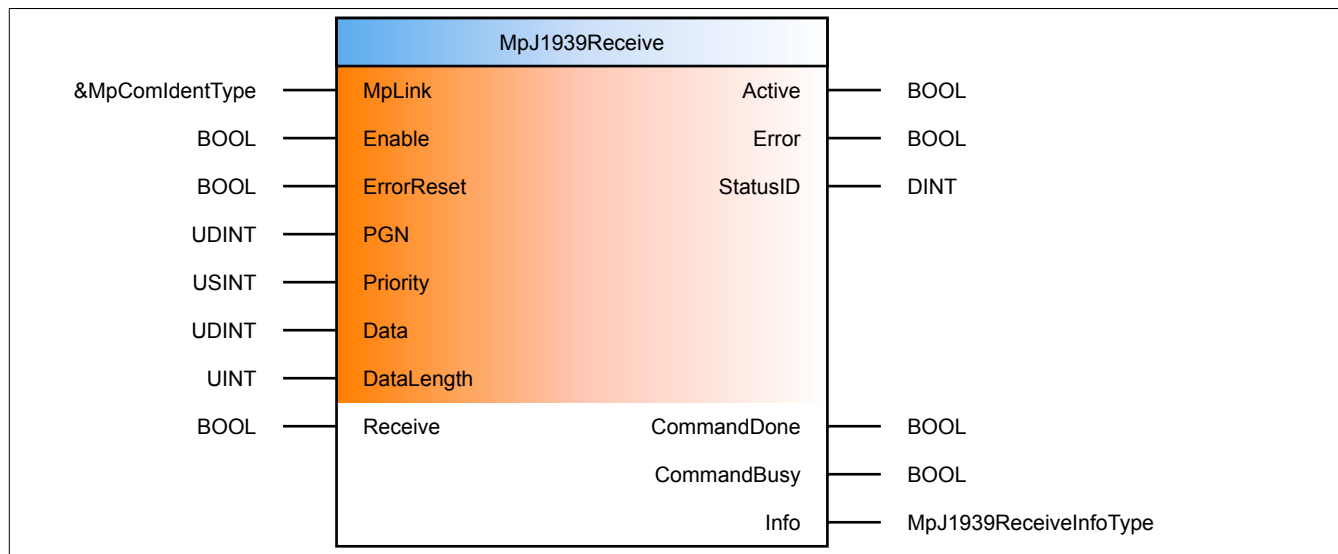 MpJ1939Receive
&MpComIdentType MpLink Active BOOL
BOOL Enable Error BOOL
BOOL ErrorReset StatusID DINT
UDINT PGN
USINT Priority
UDINT Data
UINT DataLength
BOOL Receive CommandDone BOOL
CommandBusy BOOL
Info MpJ1939ReceiveInfoType